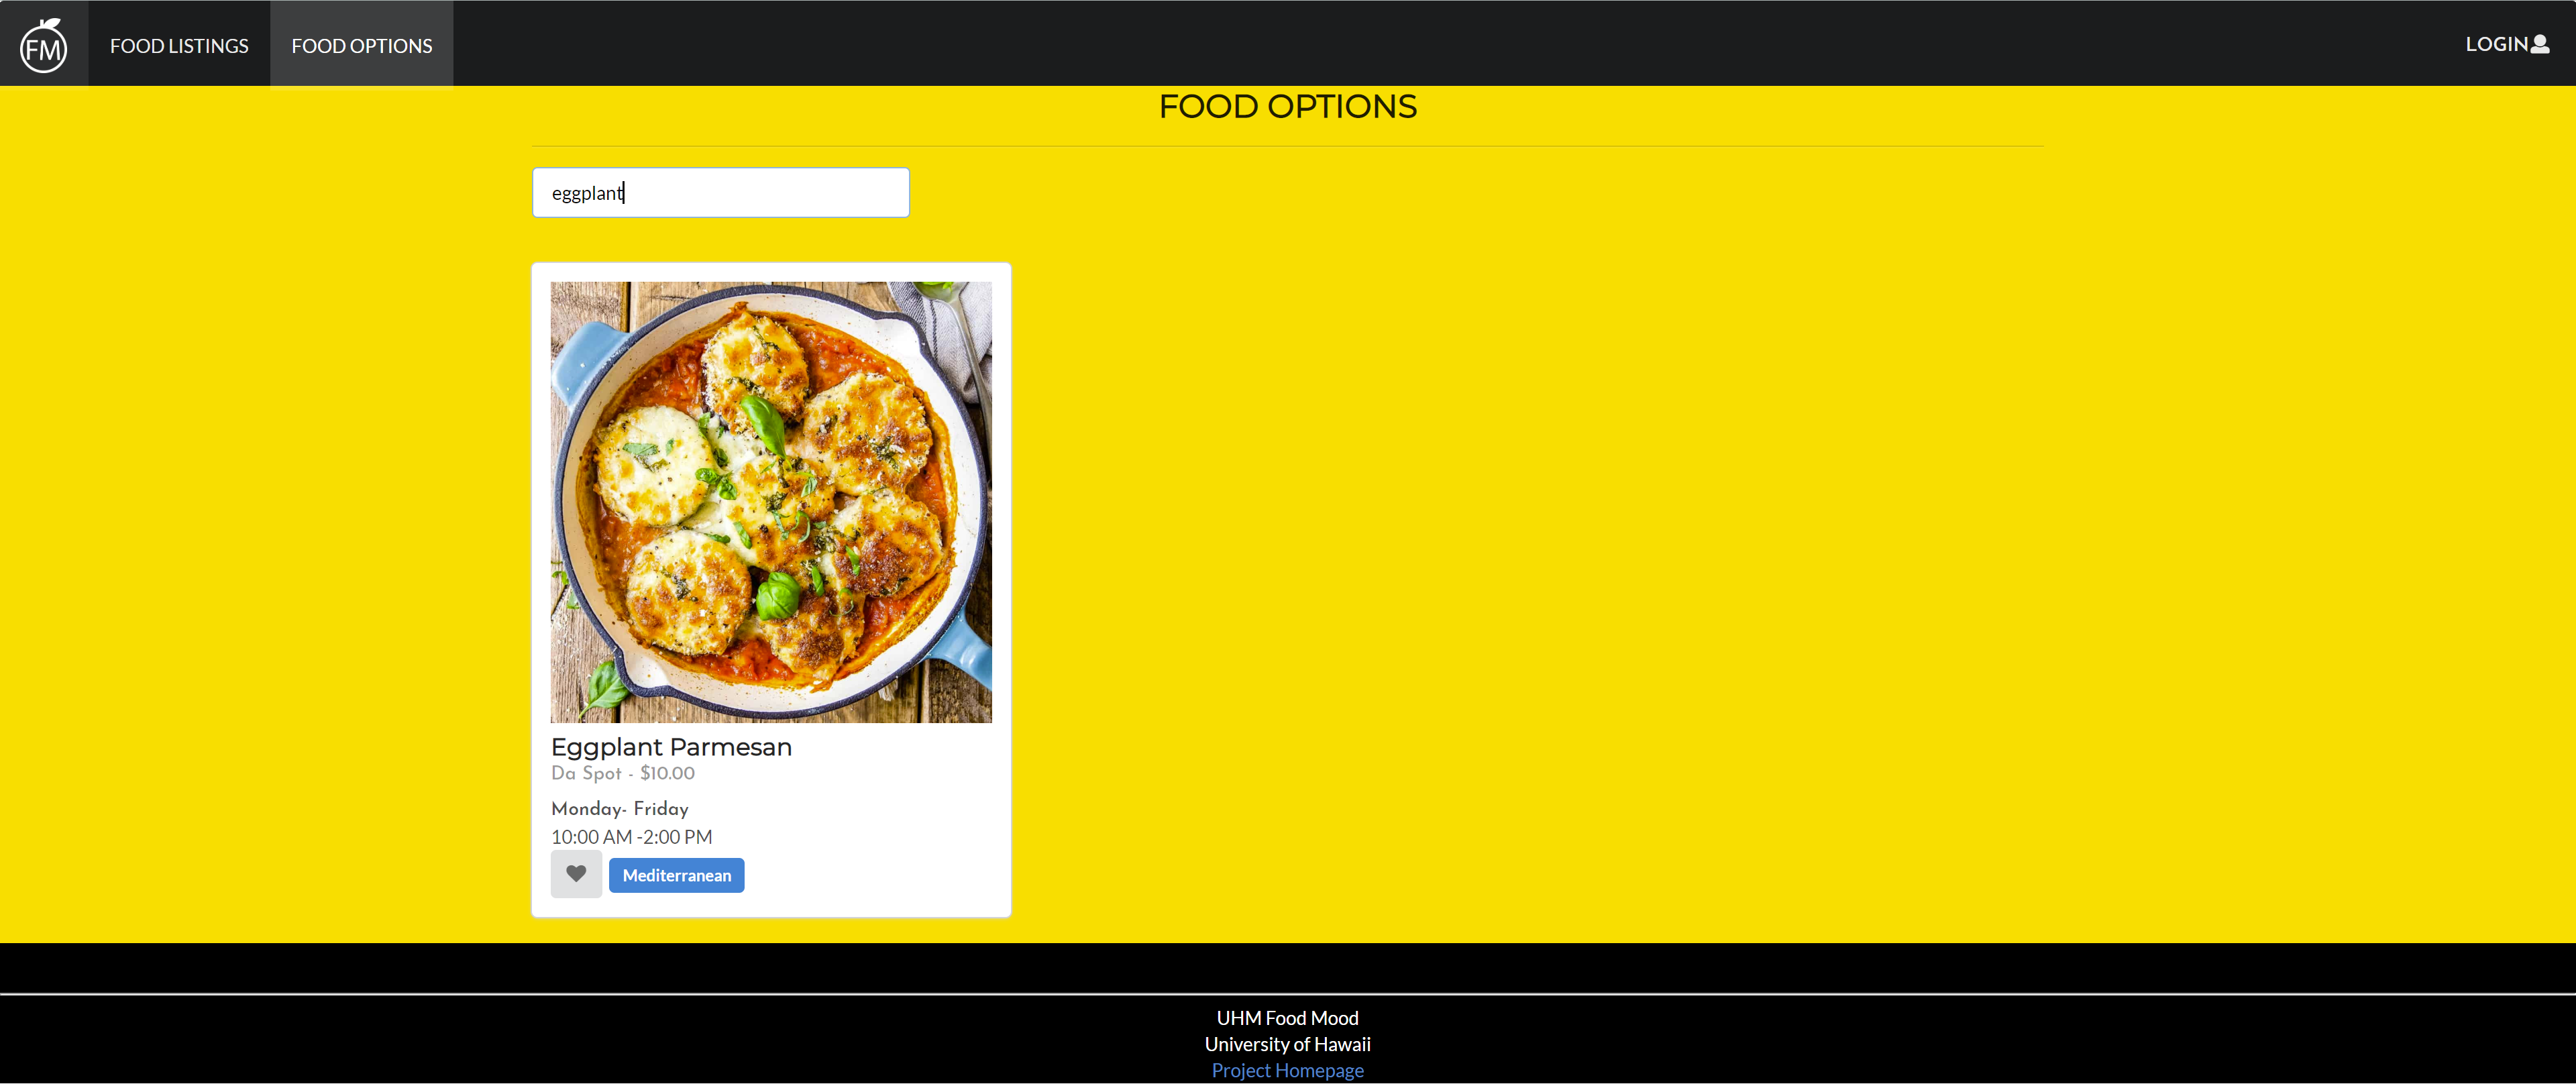 FM
FOOD LISTINGS
FOOD OPTIONS
LOGIN
FOOD OPTIONS
eggplant
Eggplant Parmesan
Da Spot - $10.00
Monday- Friday
10:00 AM -2:00 PM
Mediterranean
UHM Food Mood
University of Hawaii
Project Homepage